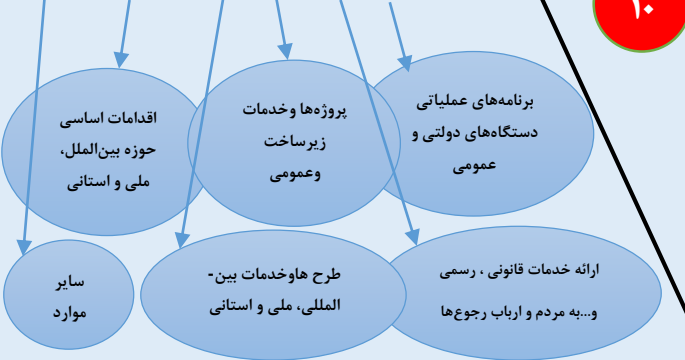 ۱۰
برنامه‌های عملیاتی
دستگاه‌های دولتی و
عمومی
پروژه‌ها وخدمات
زیرساخت
وعمومی
اقدامات اساسی
حوزه بین‌الملل،
ملی و استانی
ارائه خدمات قانونی ، رسمی
و...به مردم و ارباب رجوع‌ها
طرح هاوخدمات بین-
المللی، ملی و استانی
سایر
موارد